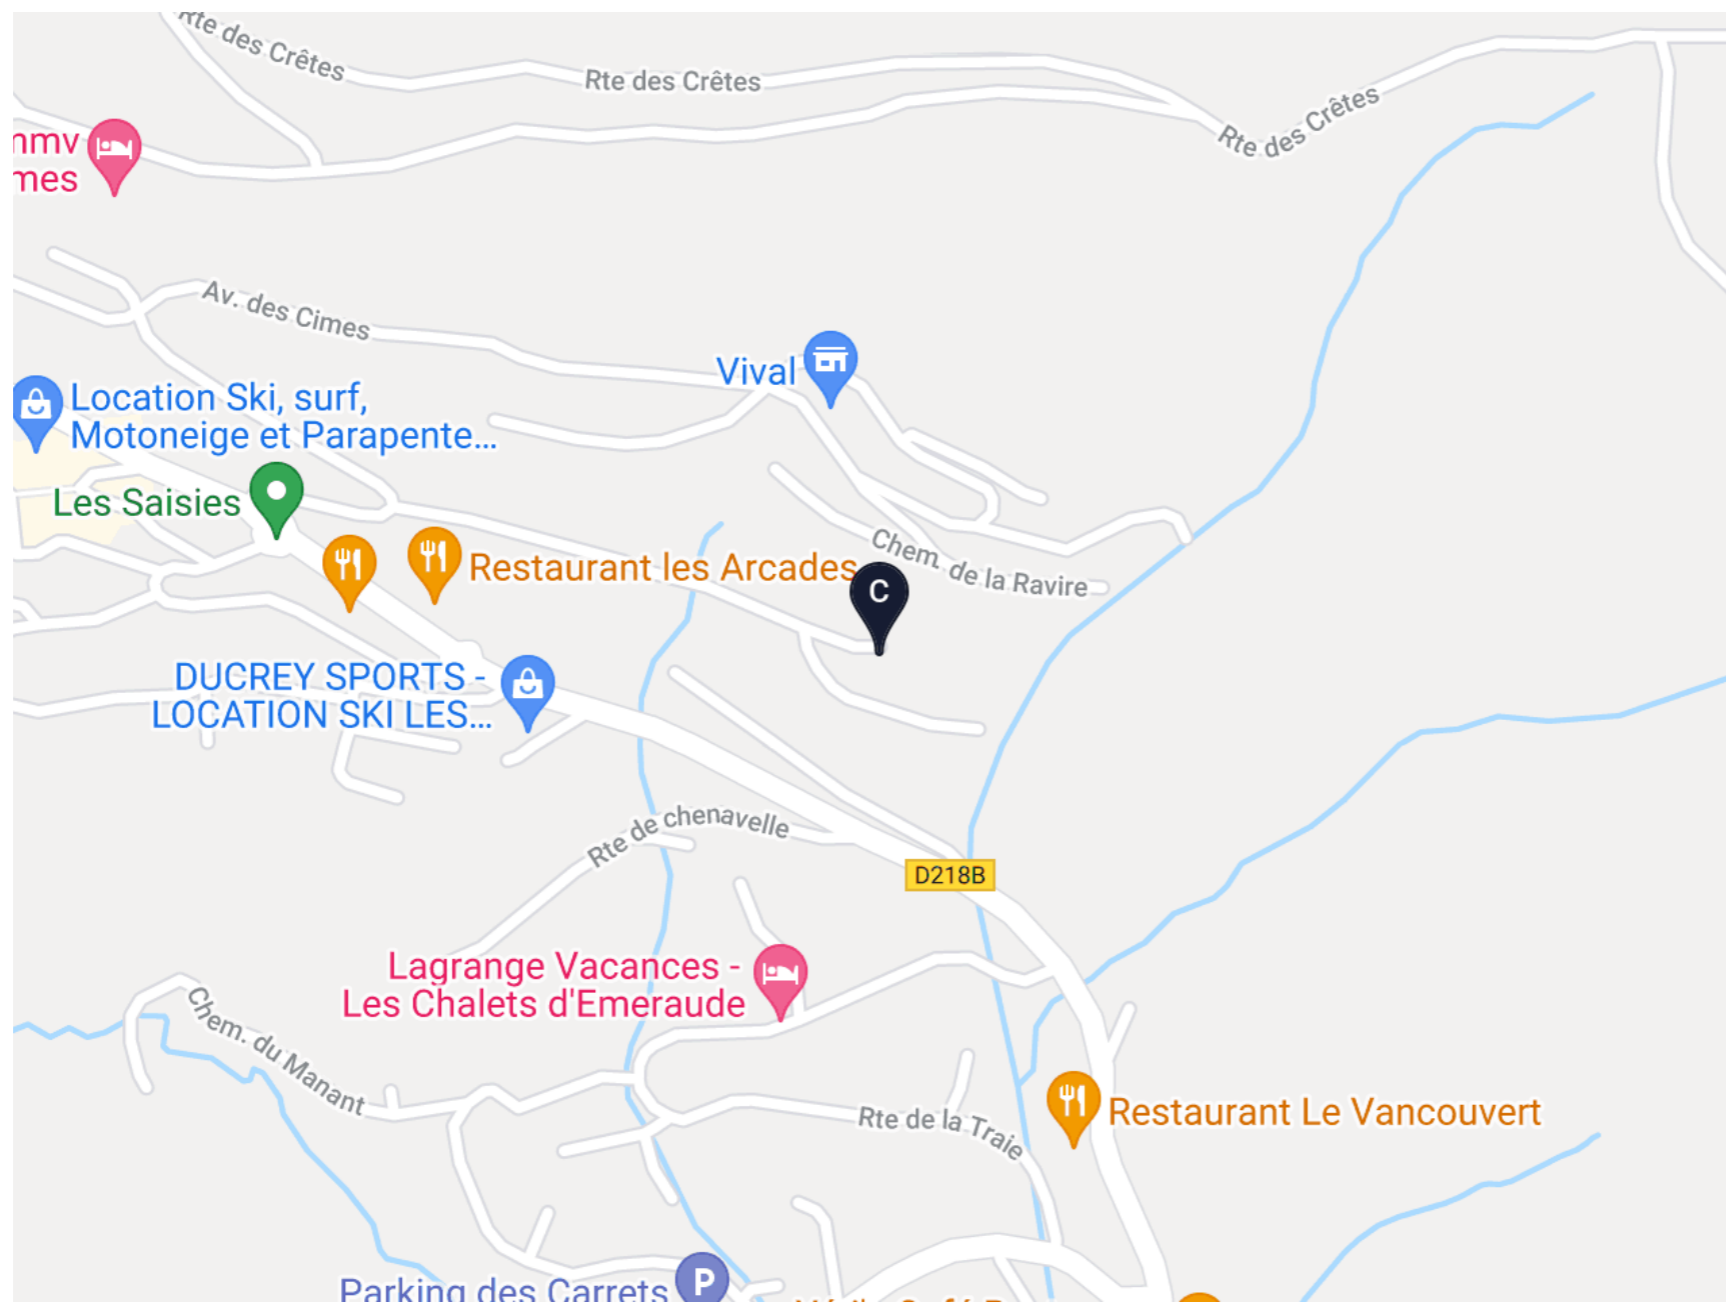 Rte des Crêtes
Rte des Crêtes
Rte des Crêtes
mmv
mes
Av. des Cimes
Vival
Location Ski, surf,
Motoneige et Parapente...
Les Saisies
Restaurant les Arcades
Chem. de la Ravire
C
DUCREY SPORTS -
LOCATION SKI LES...
Rte de chenavelle
D218B
Lagrange Vacances -
Les Chalets d'Emeraude
Chem. du Manant
Rte de la Traie
Restaurant Le Vancouvert
Parking des Carrets
P